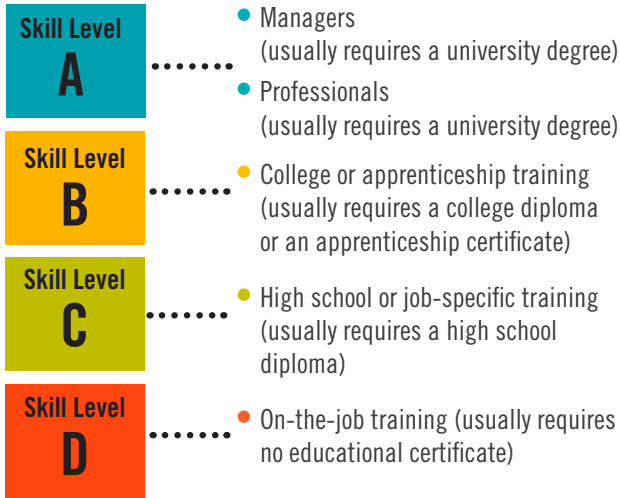 Skill Level
A
• Managers
(usually requires a university degree)
• Professionals
(usually requires a university degree)
Skill Level
B
• College or apprenticeship training
(usually requires a college diploma
or an apprenticeship certificate)
Skill Level
C
• High school or job-specific training
(usually requires a high school
diploma)
Skill Level
D
• On-the-job training (usually requires
no educational certificate)